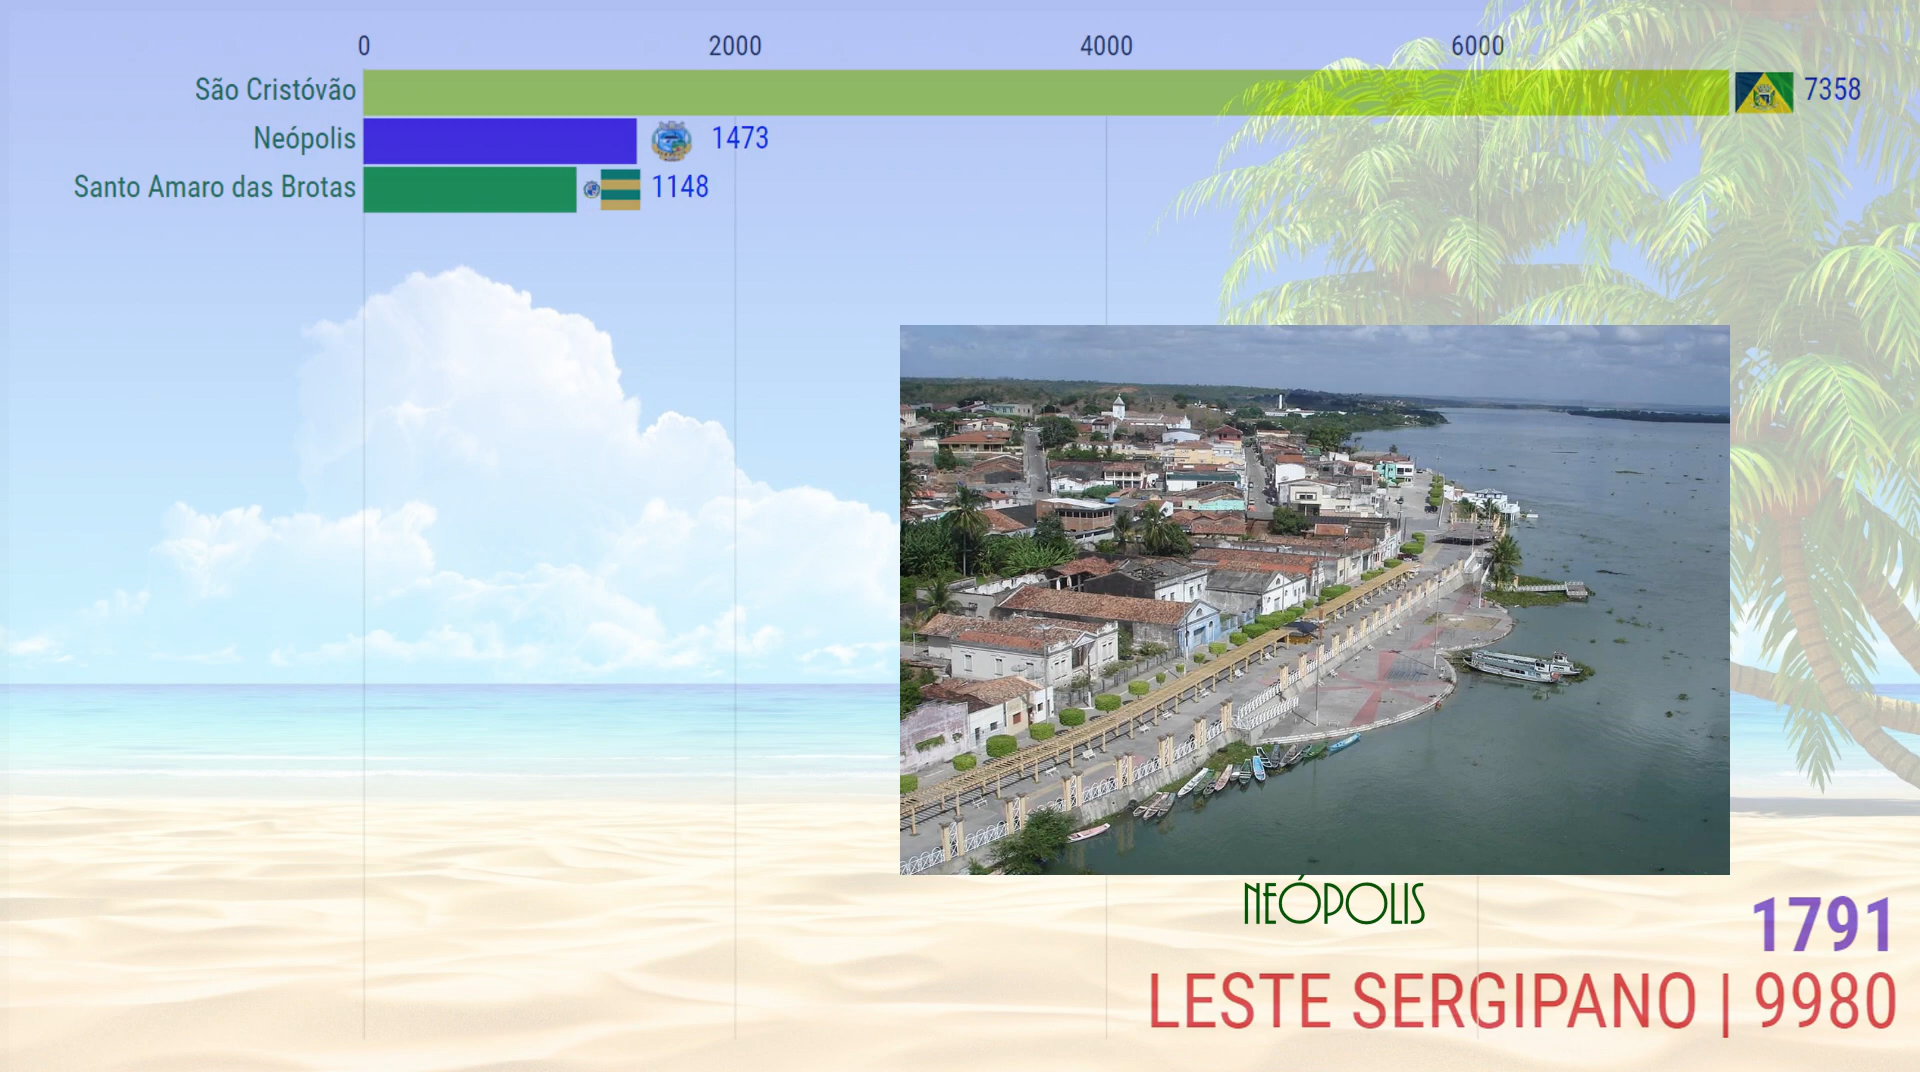 0 2000 4000 6000
São Cristóvão 7358
Neópolis 1473
Santo Amaro das Brotas 1148
NEÓPOLIS
1791
LESTE SERGIPANO | 9980